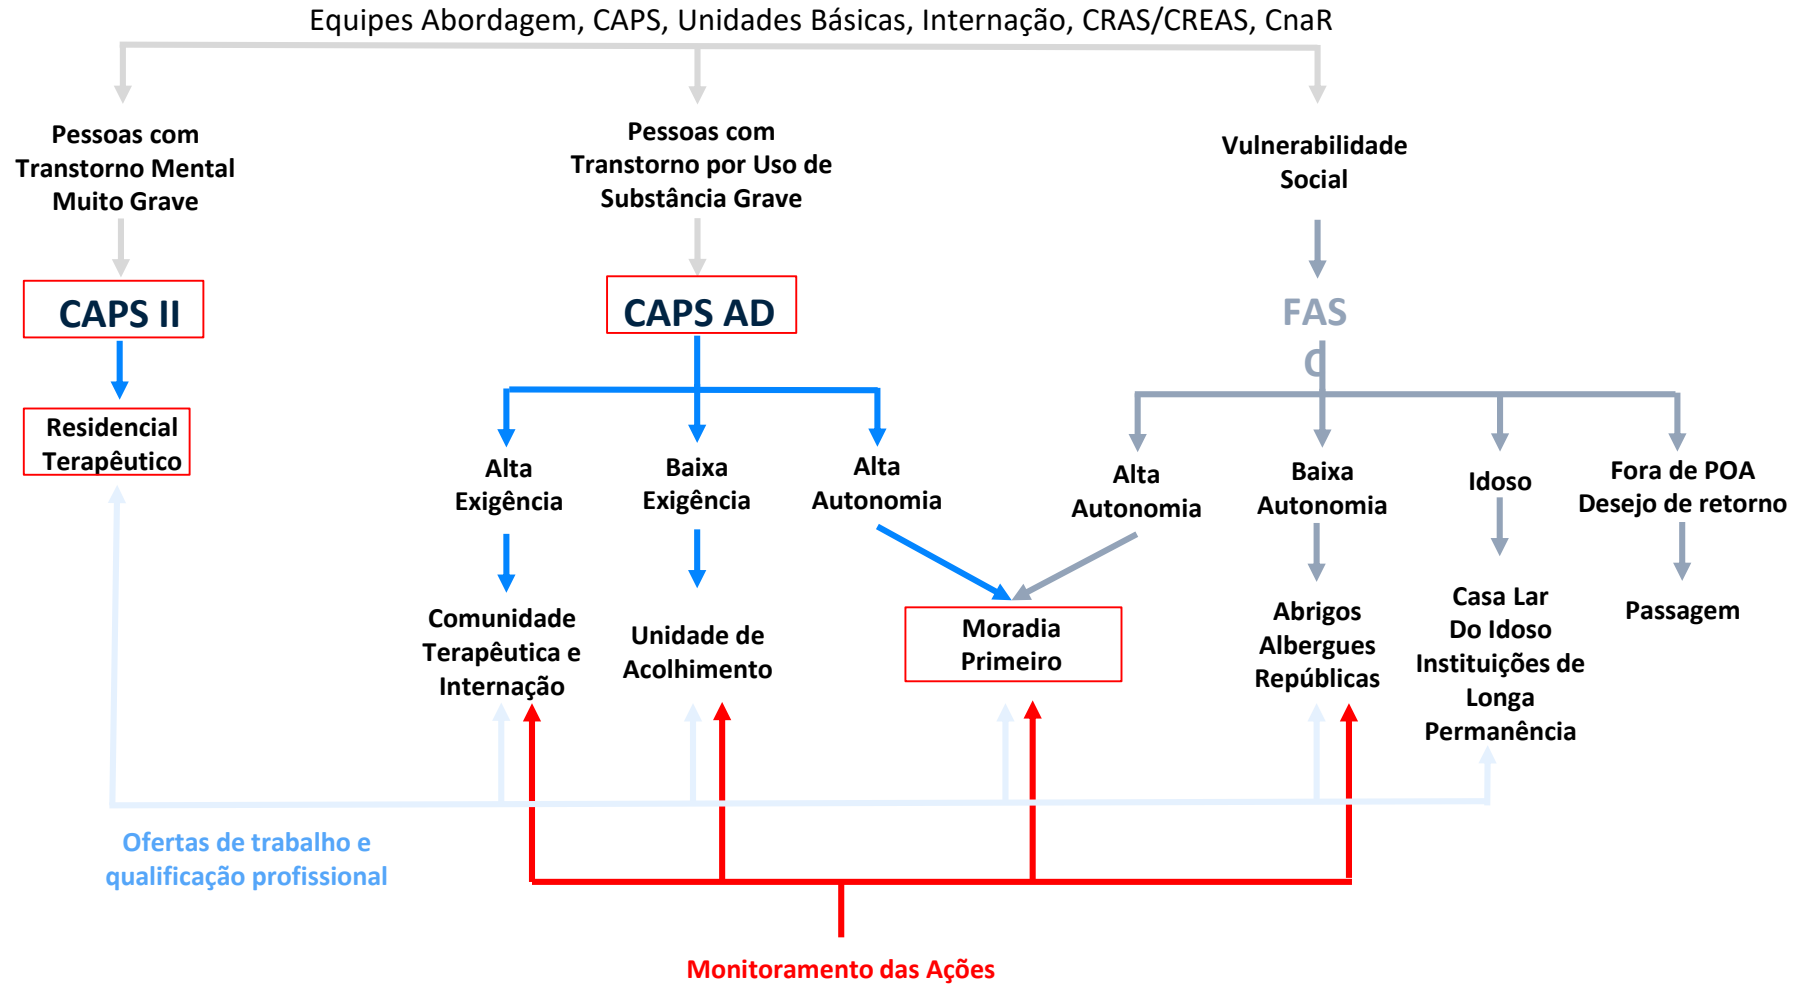 Equipes Abordagem, CAPS, Unidades Básicas, Internação, CRAS/CREAS, CnaR
Pessoas com
Transtorno Mental
Muito Grave
Pessoas com
Transtorno por Uso de
Substância Grave
Vulnerabilidade
Social
CAPS II
CAPS AD
FAS
C
Residencial
Terapêutico
Alta
Exigência
Baixa
Exigência
Alta
Autonomia
Alta
Autonomia
Baixa
Autonomia
Idoso
Fora de POA
Desejo de retorno
Comunidade
Terapêutica e
Internação
Unidade de
Acolhimento
Moradia
Primeiro
Abrigos
Albergues
Repúblicas
Casa Lar
Do Idoso
Instituições de
Longa
Permanência
Passagem
Ofertas de trabalho e
qualificação profissional
Monitoramento das Ações